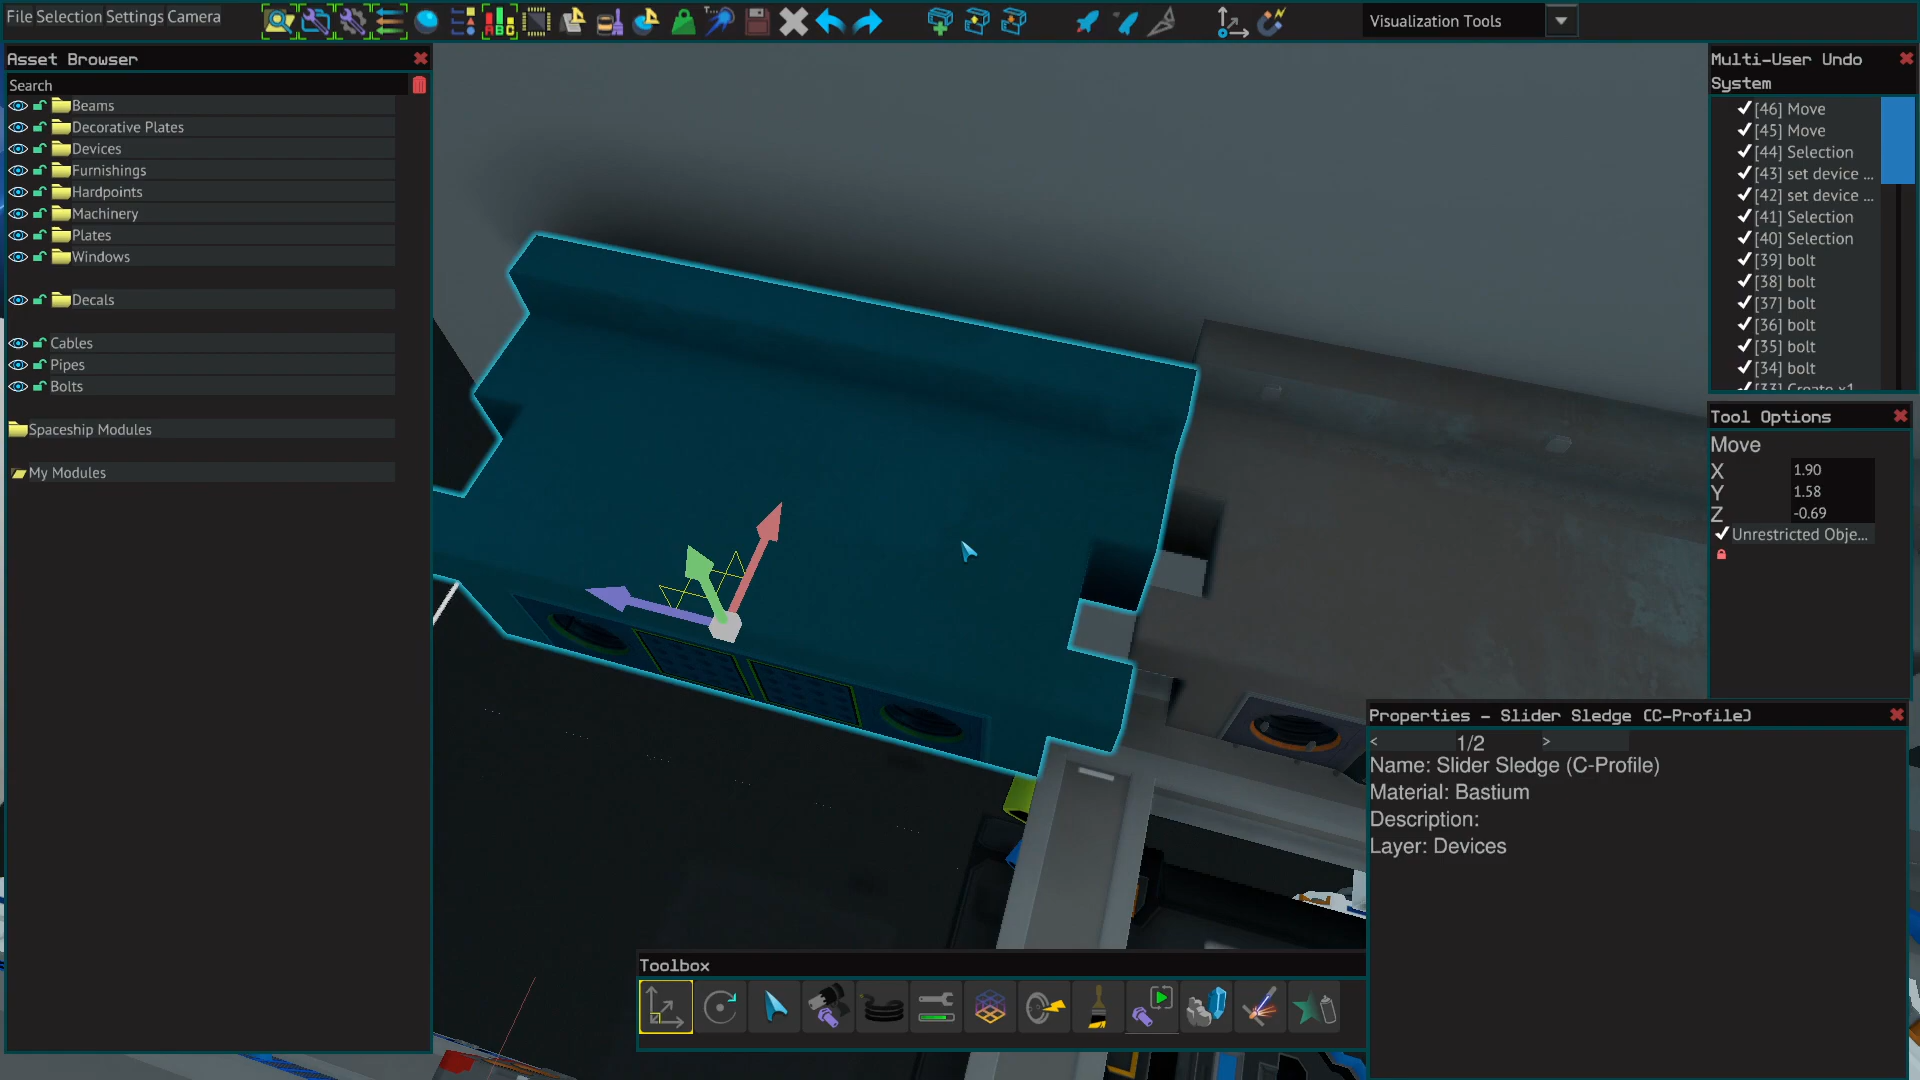 File Selection Settings Camera
ABC
Visualization Tools
Asset Browser
Search
Beams
Decorative Plates
Devices
Furnishings
Hardpoints
Machinery
Plates
Windows
Decals
Cables
Pipes
Bolts
Spaceship Modules
My Modules
Multi-User Undo
System
[46] Move
[45] Move
[44] Selection
[43] set device ...
[42] set device ...
[41] Selection
[40] Selection
[39] bolt
[38] bolt
[37] bolt
[36] bolt
[35] bolt
[34] bolt
[33] Create x1
Tool Options
Move
X 1.90
Y 1.58
Z -0.69
Unrestricted Obje...
Properties - Slider Sledge (C-Profile)
< 1/2 >
Name: Slider Sledge (C-Profile)
Material: Bastium
Description:
Layer: Devices
Toolbox